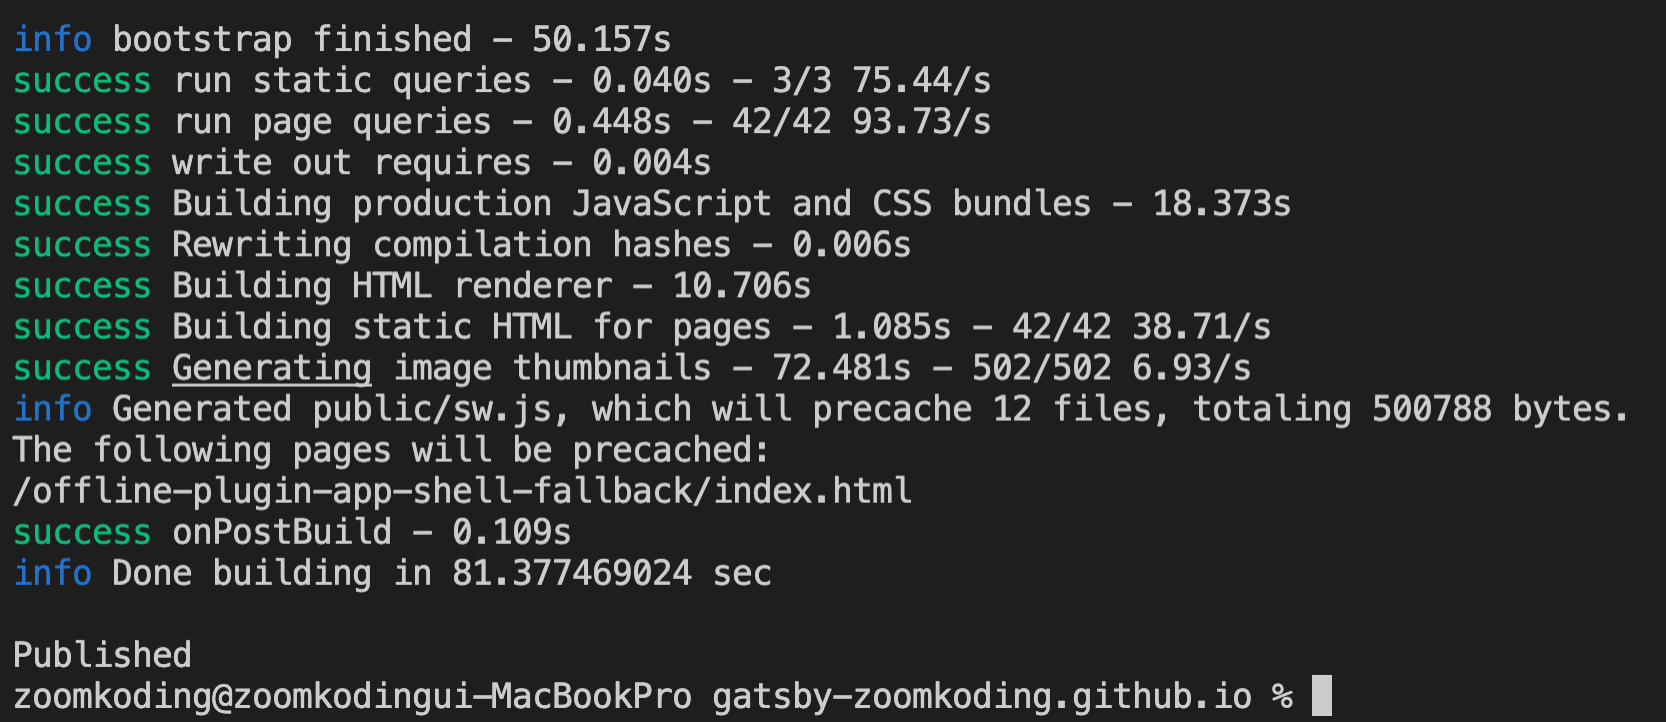 info bootstrap finished - 50.157s
success run static queries - 0.040s - 3/3 75.44/s
success run page queries - 0.448s - 42/42 93.73/s
success write out requires - 0.004s
success Building production JavaScript and CSS bundles - 18.373s
success Rewriting compilation hashes - 0.006s
success Building HTML renderer - 10.706s
success Building static HTML for pages - 1.085s - 42/42 38.71/s
success Generating image thumbnails - 72.481s - 502/502 6.93/s
info Generated public/sw.js, which will precache 12 files, totaling 500788 bytes.
The following pages will be precached:
/offline-plugin-app-shell-fallback/index.html
success onPostBuild - 0.109s
info Done building in 81.377469024 sec
Published
zoomkoding@zoomkodingui-MacBookPro gatsby-zoomkoding.github.io %